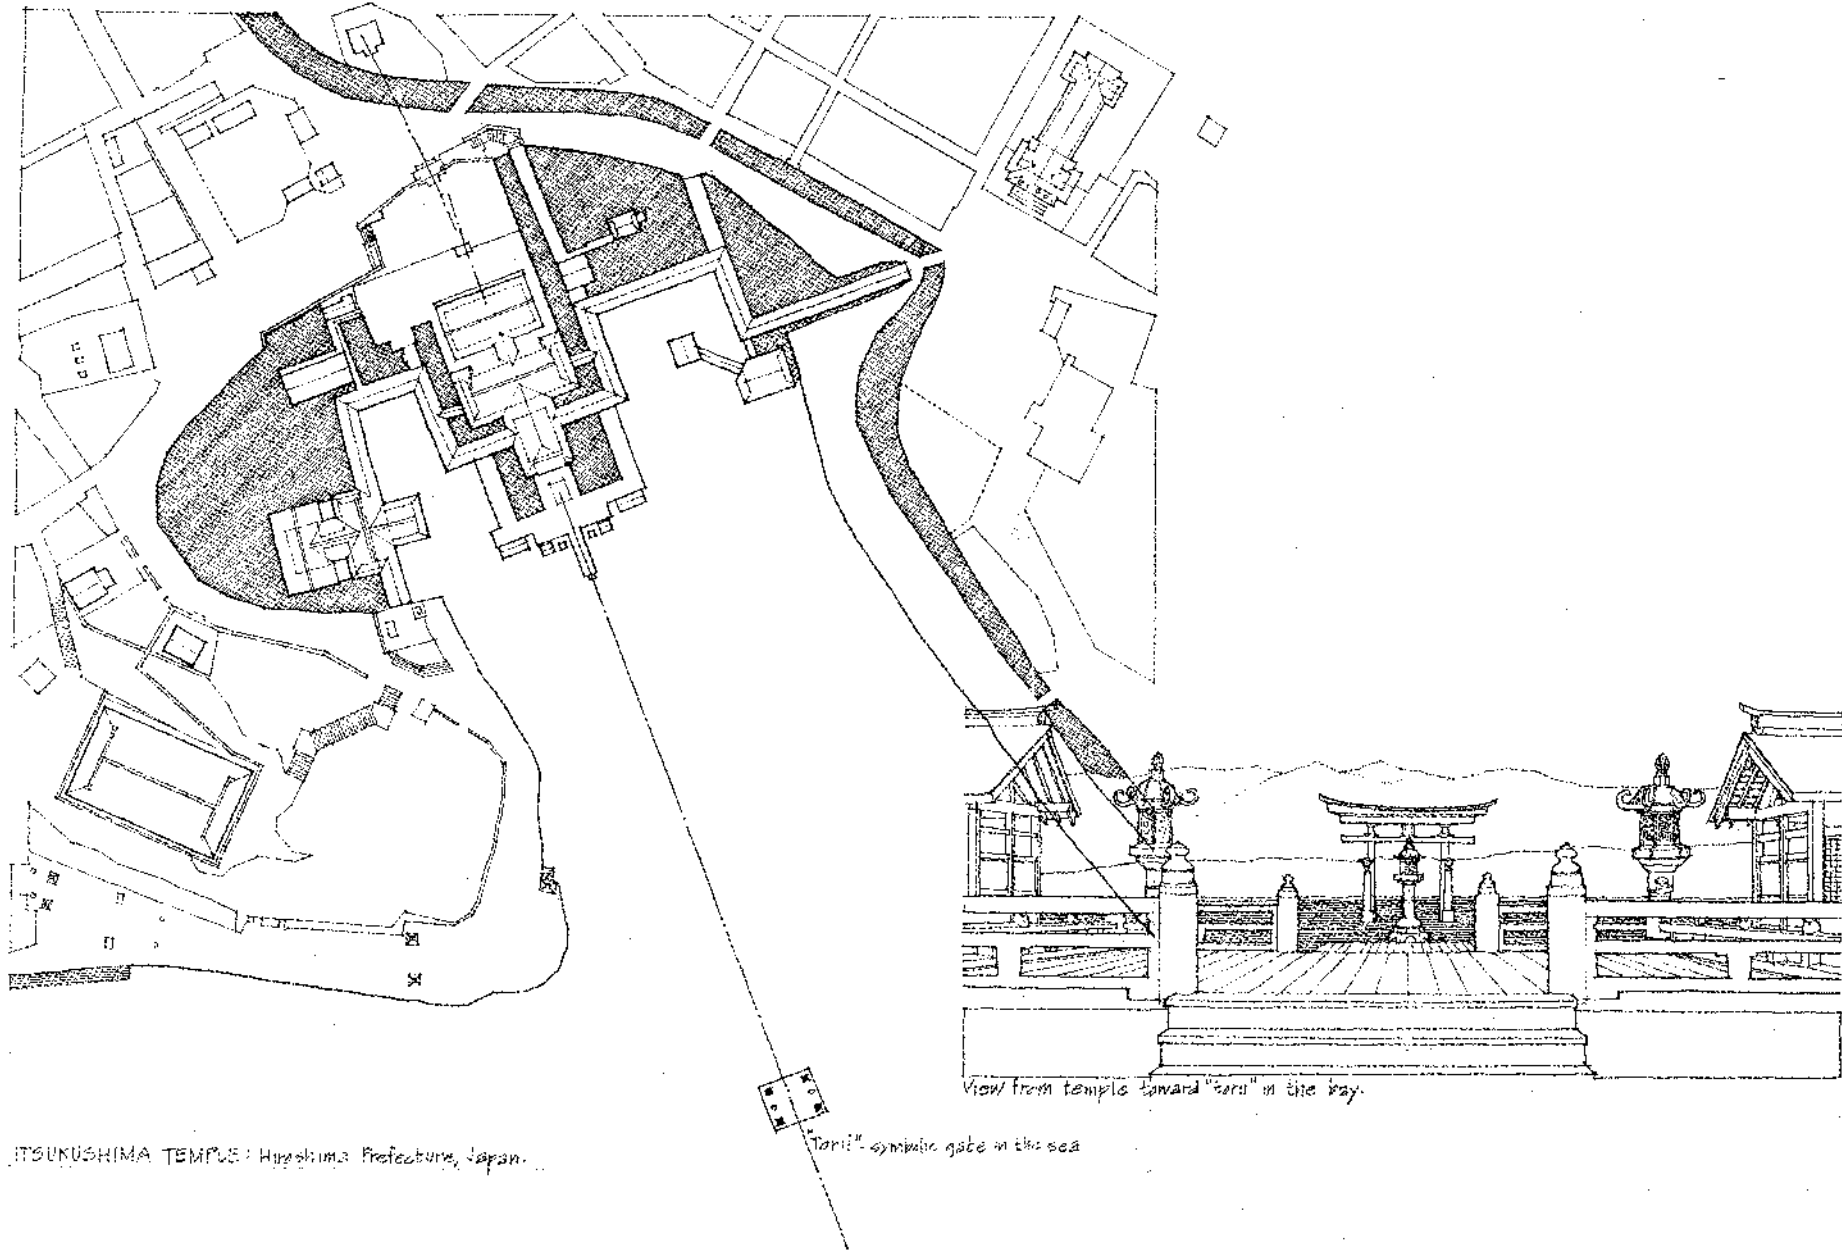 View from temple toward "torii" in the bay.
"Torii" - symbolic gate in the sea
ITSUKUSHIMA TEMPLE: Hiroshima Prefecture, Japan.